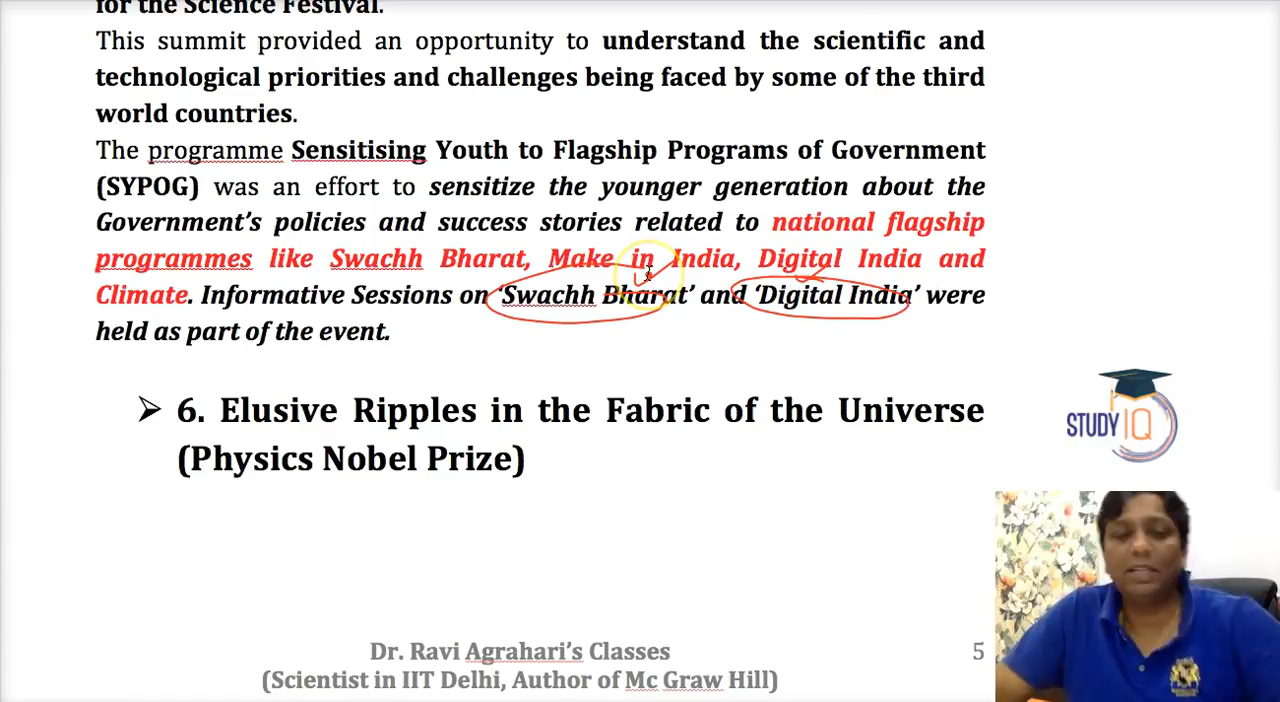 for the Science Festival.
This summit provided an opportunity to understand the scientific and
technological priorities and challenges being faced by some of the third
world countries.
The programme Sensitising Youth to Flagship Programs of Government
(SYPOG) was an effort to sensitize the younger generation about the
Government's policies and success stories related to national flagship
programmes like Swachh Bharat, Make in India, Digital India and
Climate. Informative Sessions on 'Swachh Bharat' and 'Digital India' were
held as part of the event.
➢ 6. Elusive Ripples in the Fabric of the Universe
(Physics Nobel Prize)
STUDY IQ
Dr. Ravi Agrahari's Classes 5
(Scientist in IIT Delhi, Author of Mc Graw Hill)